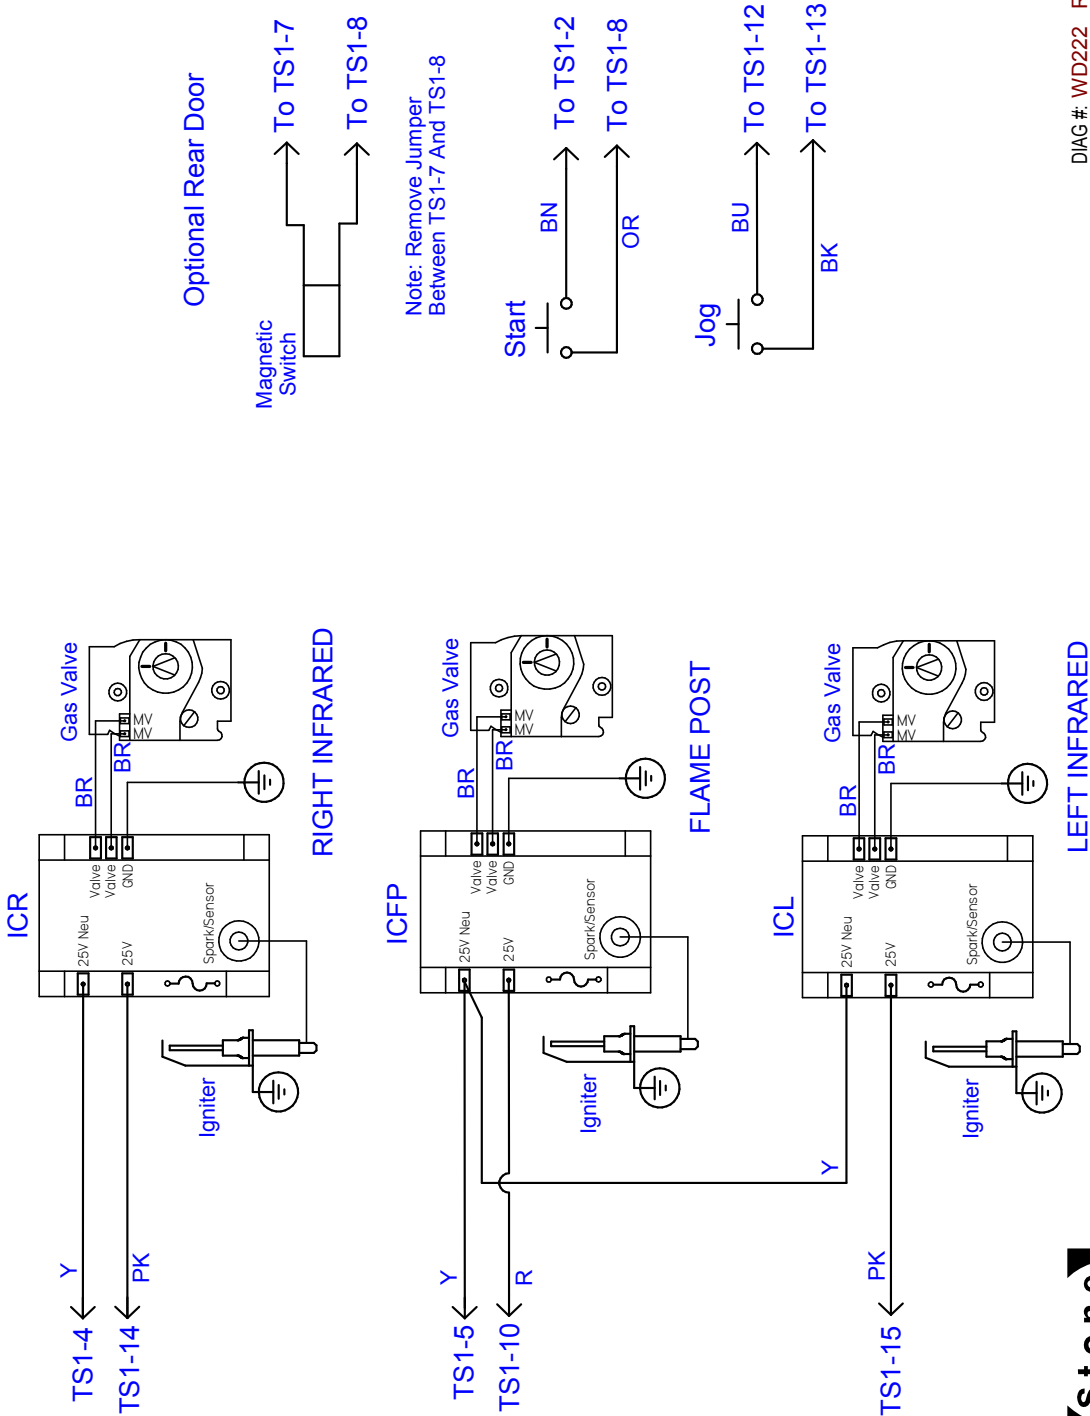 ICR
25V Neu
25V
Valve
Valve
GND
Spark/Sensor
BR
BR
Gas Valve
MV
MV
RIGHT INFRARED
Igniter
Y
PK
TS1-4
TS1-14
ICFP
25V Neu
25V
Valve
Valve
GND
Spark/Sensor
BR
BR
Gas Valve
MV
MV
FLAME POST
Igniter
Y
R
TS1-5
TS1-10
ICL
25V Neu
25V
Valve
Valve
GND
Spark/Sensor
BR
BR
Gas Valve
MV
MV
LEFT INFRARED
Igniter
Y
PK
TS1-15
Optional Rear Door
Magnetic
Switch
To TS1-7
To TS1-8
Note: Remove Jumper
Between TS1-7 And TS1-8
Start
BN
OR
To TS1-2
To TS1-8
Jog
BU
BK
To TS1-12
To TS1-13
DIAG #: WD222